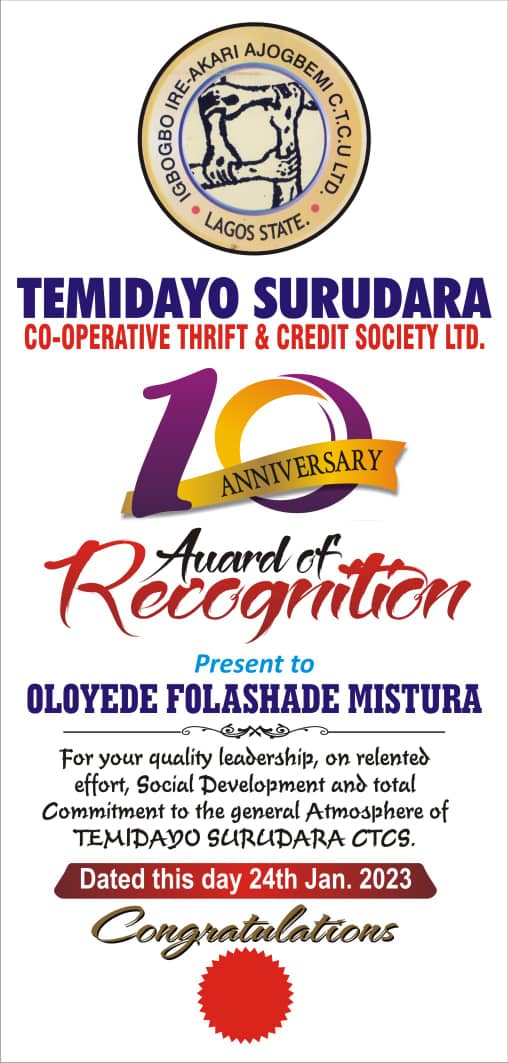 IGBOGBO IRE-AKARI AJOGBEMI C.T.C.U LTD.
• LAGOS STATE. •
TEMIDAYO SURUDARA
CO-OPERATIVE THRIFT & CREDIT SOCIETY LTD.
10
ANNIVERSARY
Award of
Recognition
Present to
OLOYEDE FOLASHADE MISTURA
For your quality leadership, on relented
effort, Social Development and total
Commitment to the general Atmosphere of
TEMIDAYO SURUDARA CTCS.
Dated this day 24th Jan. 2023
Congratulations